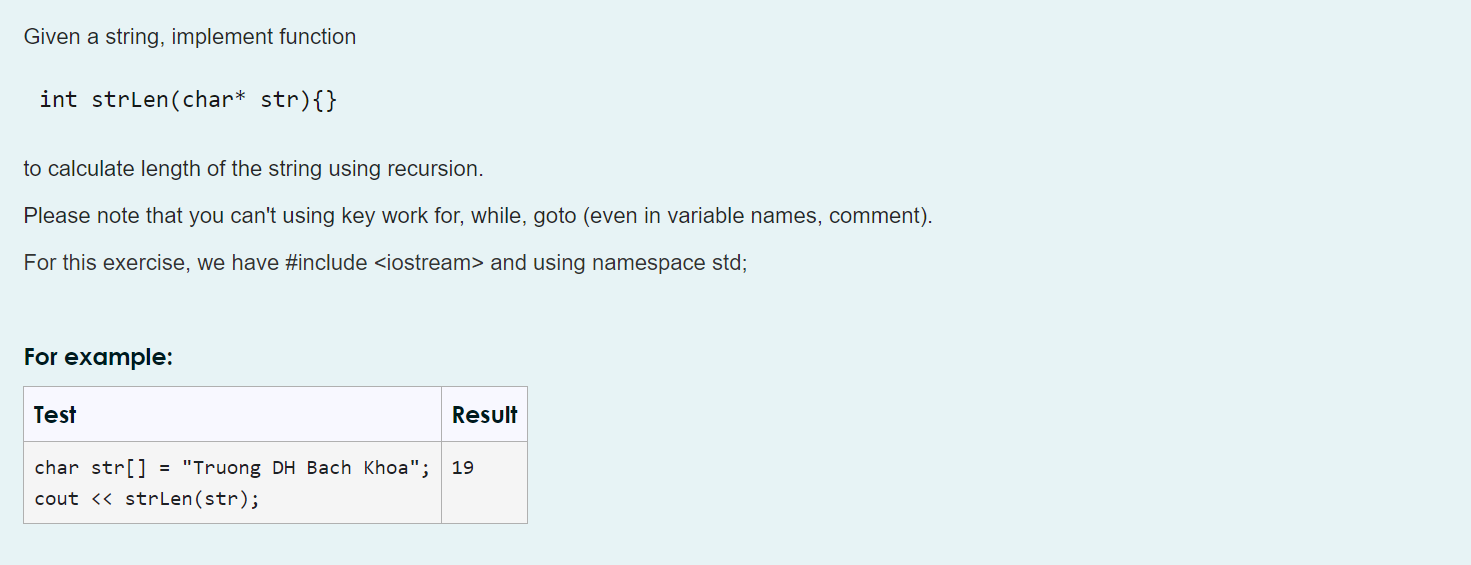 Given a string, implement function
int strLen(char* str){}
to calculate length of the string using recursion.
Please note that you can't using key work for, while, goto (even in variable names, comment).
For this exercise, we have #include <iostream> and using namespace std;
For example:
Test Result
char str[] = "Truong DH Bach Khoa"; 19
cout << strLen(str);